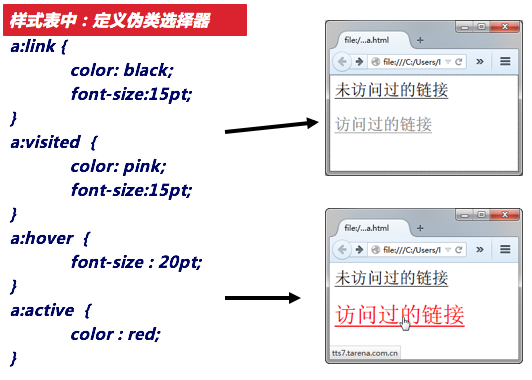 样式表中：定义伪类选择器
a:link {
color: black;
font-size:15pt;
}
a:visited {
color: pink;
font-size:15pt;
}
a:hover {
font-size : 20pt;
}
a:active {
color : red;
}
file:/...a.html
file:///C:/Users/I
未访问过的链接
访问过的链接
file:/...a.html
file:///C:/Users/I
未访问过的链接
访问过的链接
tts7.tarena.com.cn